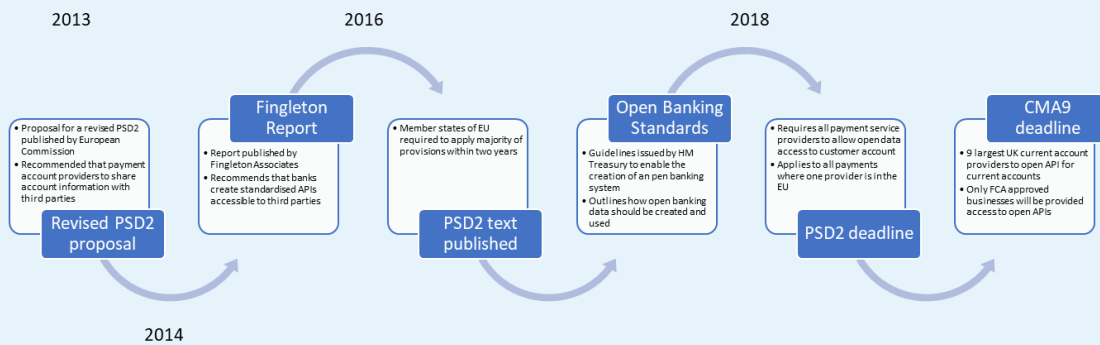 2013
2016
2018
Fingleton
Report
Open Banking
Standards
CMA9
deadline
• Proposal for a revised PSD2
published by European
Commission
• Recommended that payment
account providers to share
account information with
third parties
Revised PSD2
proposal
• Report published by
Fingleton Associates
• Recommends that banks
create standardised APIs
accessible to third parties
• Member states of EU
required to apply majority of
provisions within two years
PSD2 text
published
• Guidelines issued by HM
Treasury to enable the
creation of an pen banking
system
• Outlines how open banking
data should be created and
used
• Requires all payment service
providers to allow open data
access to customer account
• Applies to all payments
where one provider is in the
EU
PSD2 deadline
• 9 largest UK current account
providers to open API for
current accounts
• Only FCA approved
businesses will be provided
access to open APIs
2014